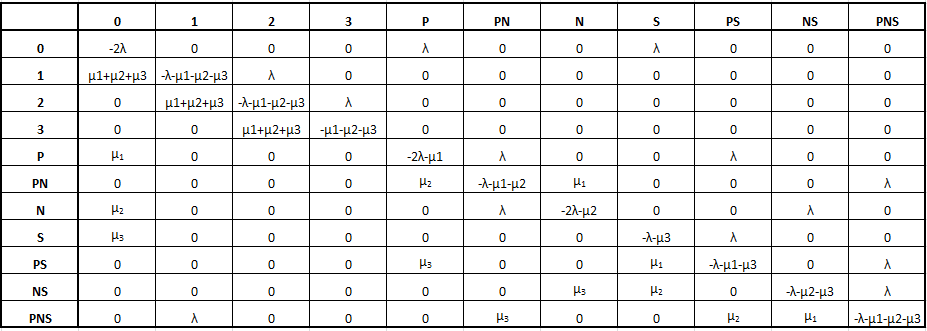 0 1 2 3 P PN N S PS NS PNS
0 -2λ 0 0 0 λ 0 0 λ 0 0 0
1 μ1+μ2+μ3 -λ-μ1-μ2-μ3 λ 0 0 0 0 0 0 0 0
2 0 μ1+μ2+μ3 -λ-μ1-μ2-μ3 λ 0 0 0 0 0 0 0
3 0 0 μ1+μ2+μ3 -μ1-μ2-μ3 0 0 0 0 0 0 0
P μ₁ 0 0 0 -2λ-μ1 λ 0 0 λ 0 0
PN 0 0 0 0 μ₂ -λ-μ1-μ2 μ₁ 0 0 0 λ
N μ₂ 0 0 0 0 λ -2λ-μ2 0 0 λ 0
S μ₃ 0 0 0 0 0 0 -λ-μ3 λ 0 0
PS 0 0 0 0 μ₃ 0 0 μ₁ -λ-μ1-μ3 0 λ
NS 0 0 0 0 0 0 μ₃ μ₂ 0 -λ-μ2-μ3 λ
PNS 0 λ 0 0 0 μ₃ 0 0 μ₂ μ₁ -λ-μ1-μ2-μ3